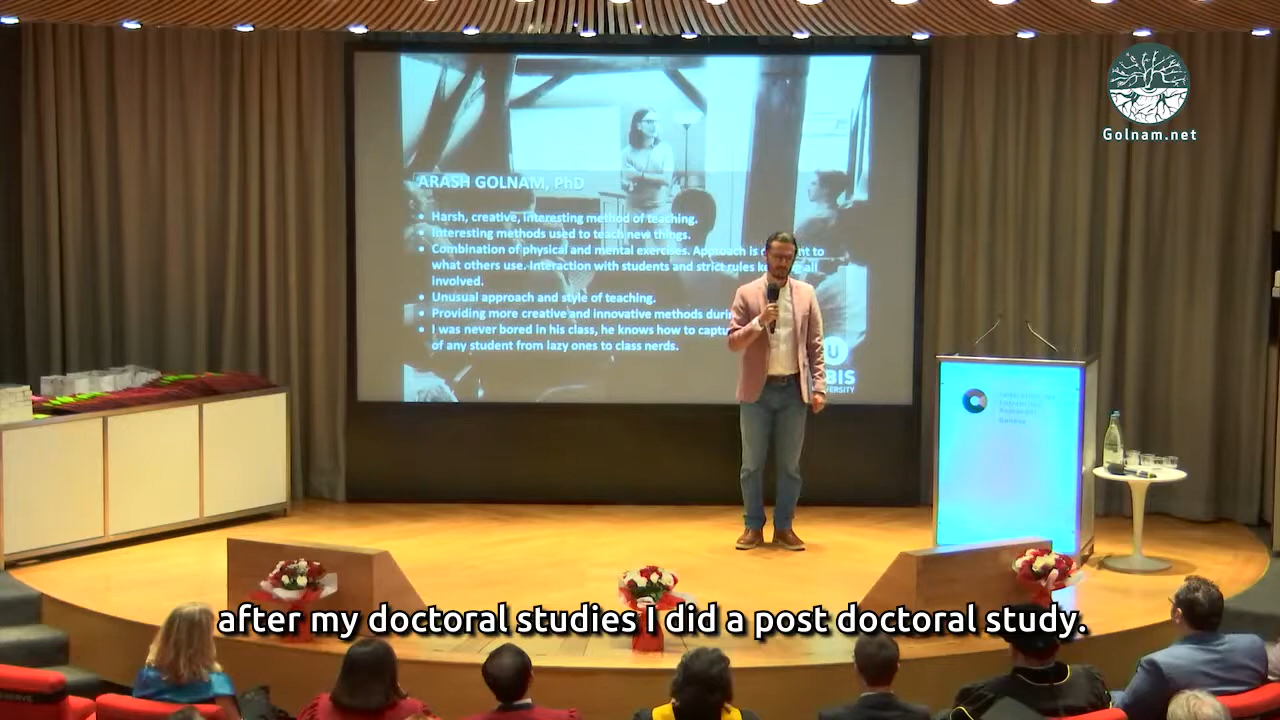 Golnam.net
ARASH GOLNAM, PhD
• Harsh, creative, interesting method of teaching.
• Interesting methods used to teach new things.
• Combination of physical and mental exercises. Approach is to
what others use. Interaction with students and strict rules all
involved.
• Unusual approach and style of teaching.
• Providing more creative and innovative methods
• I was never bored in his class, he knows how to
of any student from lazy ones to class nerds.
U
Genève
after my doctoral studies I did a post doctoral study.